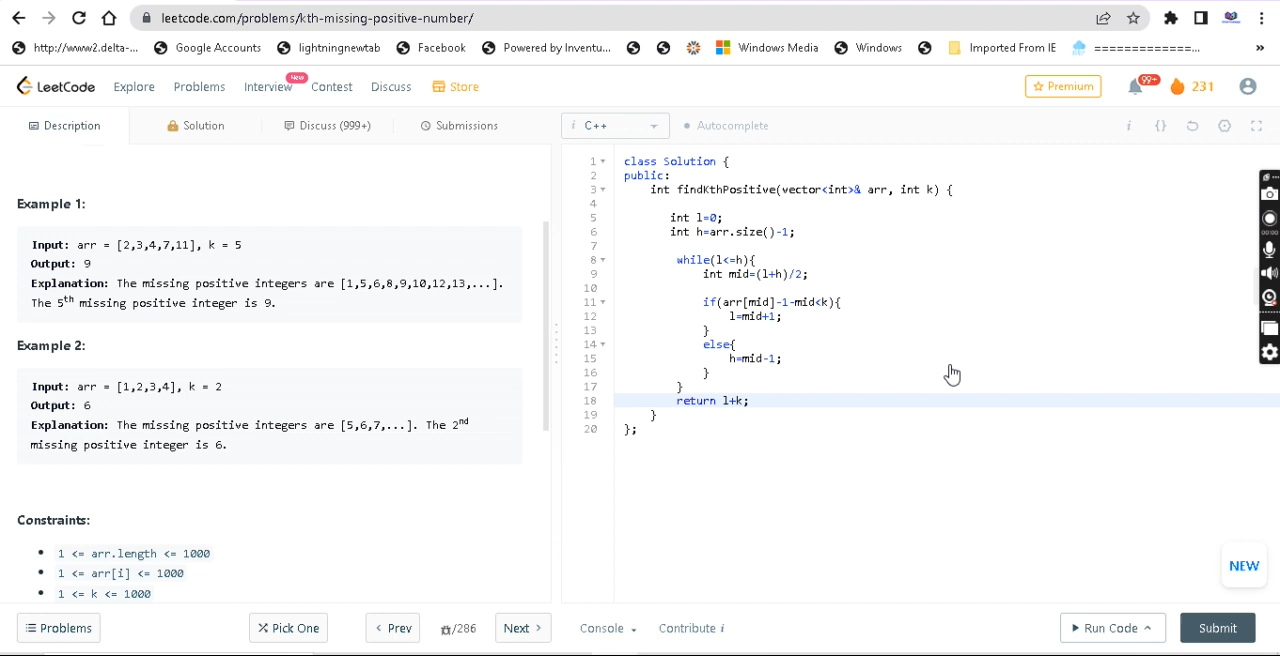 leetcode.com/problems/kth-missing-positive-number/
http://www2.delta-... Google Accounts lightningnewtab Facebook Powered by Inventu... Windows Media Windows Imported From IE =============... »
LeetCode Explore Problems Interview New Contest Discuss Store Premium 99+ 231
Description Solution Discuss (999+) Submissions
i C++ Autocomplete i {}
Example 1:
Input: arr = [2,3,4,7,11], k = 5
Output: 9
Explanation: The missing positive integers are [1,5,6,8,9,10,12,13,...].
The 5th missing positive integer is 9.
Example 2:
Input: arr = [1,2,3,4], k = 2
Output: 6
Explanation: The missing positive integers are [5,6,7,...]. The 2nd
missing positive integer is 6.
Constraints:
1 <= arr.length <= 1000
1 <= arr[i] <= 1000
1 <= k <= 1000
1 class Solution {
2 public:
3 int findKthPositive(vector<int>& arr, int k) {
4
5 int l=0;
6 int h=arr.size()-1;
7
8 while(l<=h){
9 int mid=(l+h)/2;
10
11 if(arr[mid]-1-mid<k){
12 l=mid+1;
13 }
14 else{
15 h=mid-1;
16 }
17 }
18 return l+k;
19 }
20 };
00:00
NEW
Problems Pick One Prev /286 Next Console Contribute i Run Code Submit